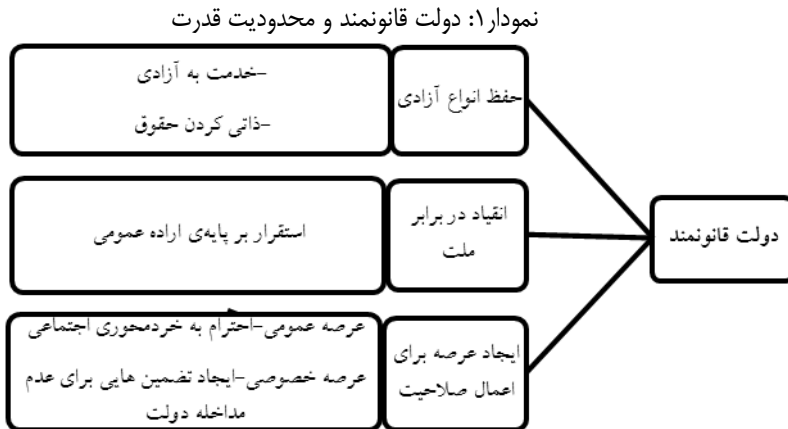 نمودار۱: دولت قانونمند و محدودیت قدرت
دولت قانونمند
حفظ انواع آزادی
-خدمت به آزادی
-ذاتی کردن حقوق
انقیاد در برابر
ملت
استقرار بر پایه‌ی اراده عمومی
ایجاد عرصه برای
اعمال صلاحیت
عرصه عمومی-احترام به خردمحوری اجتماعی
عرصه خصوصی-ایجاد تضمین هایی برای عدم
مداخله دولت